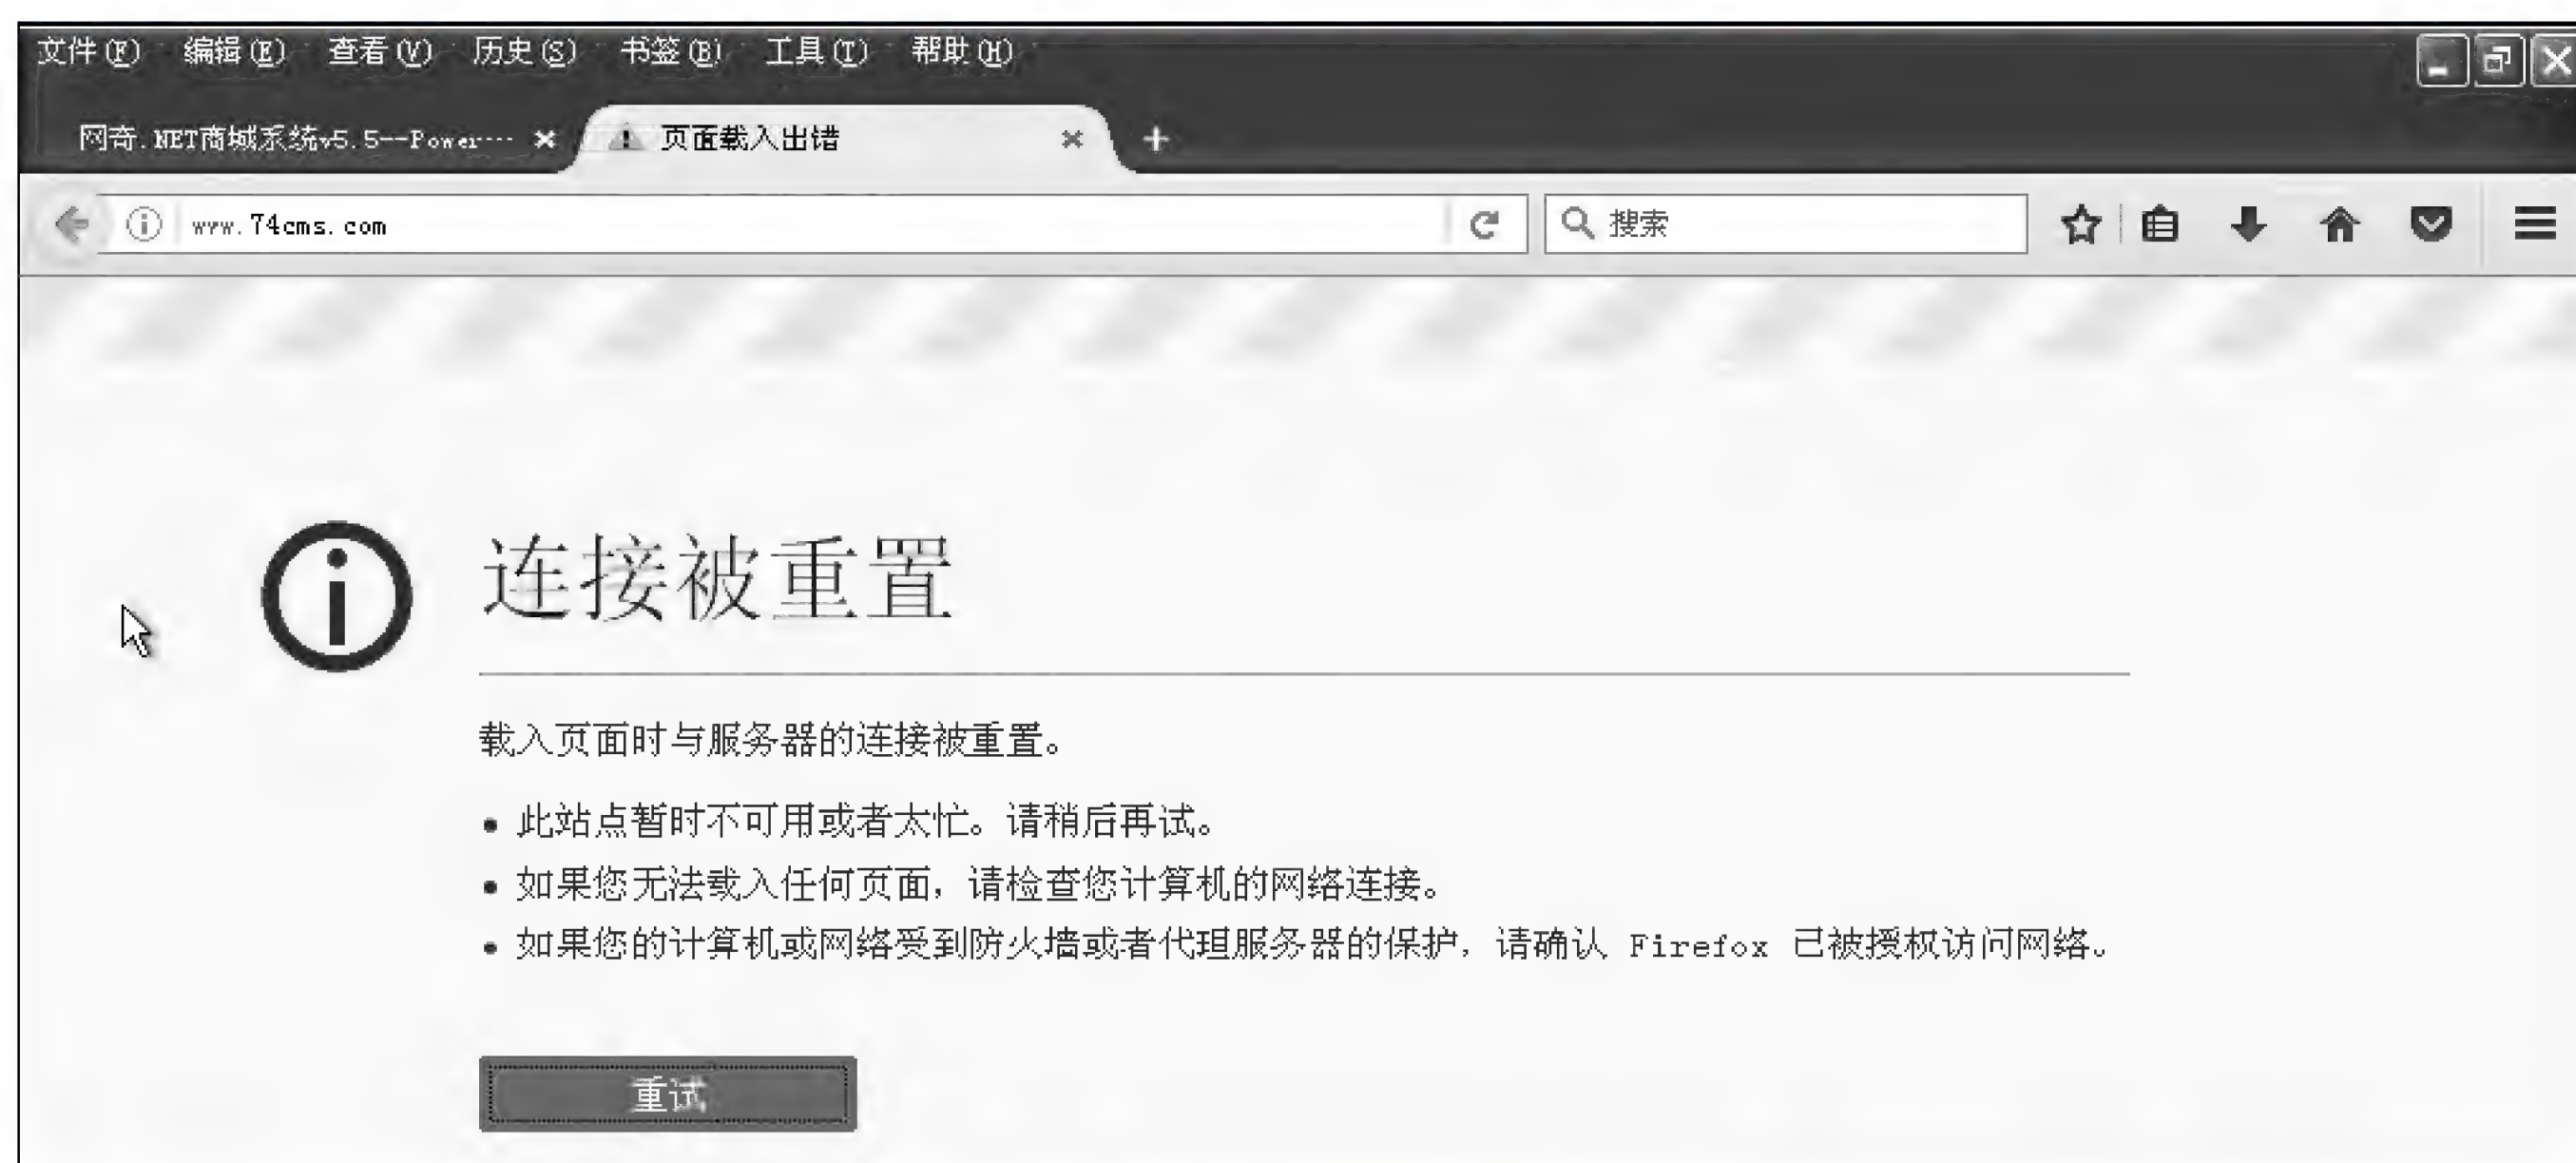 文件(F) 编辑(E) 查看(V) 历史(S) 书签(B) 工具(T) 帮助(H)
网奇.NET商城系统v5.5--Power... 页面载入出错
www.74cms.com 搜索
连接被重置
载入页面时与服务器的连接被重置。
• 此站点暂时不可用或者太忙。请稍后再试。
• 如果您无法载入任何页面，请检查您计算机的网络连接。
• 如果您的计算机或网络受到防火墙或者代理服务器的保护，请确认 Firefox 已被授权访问网络。
重试